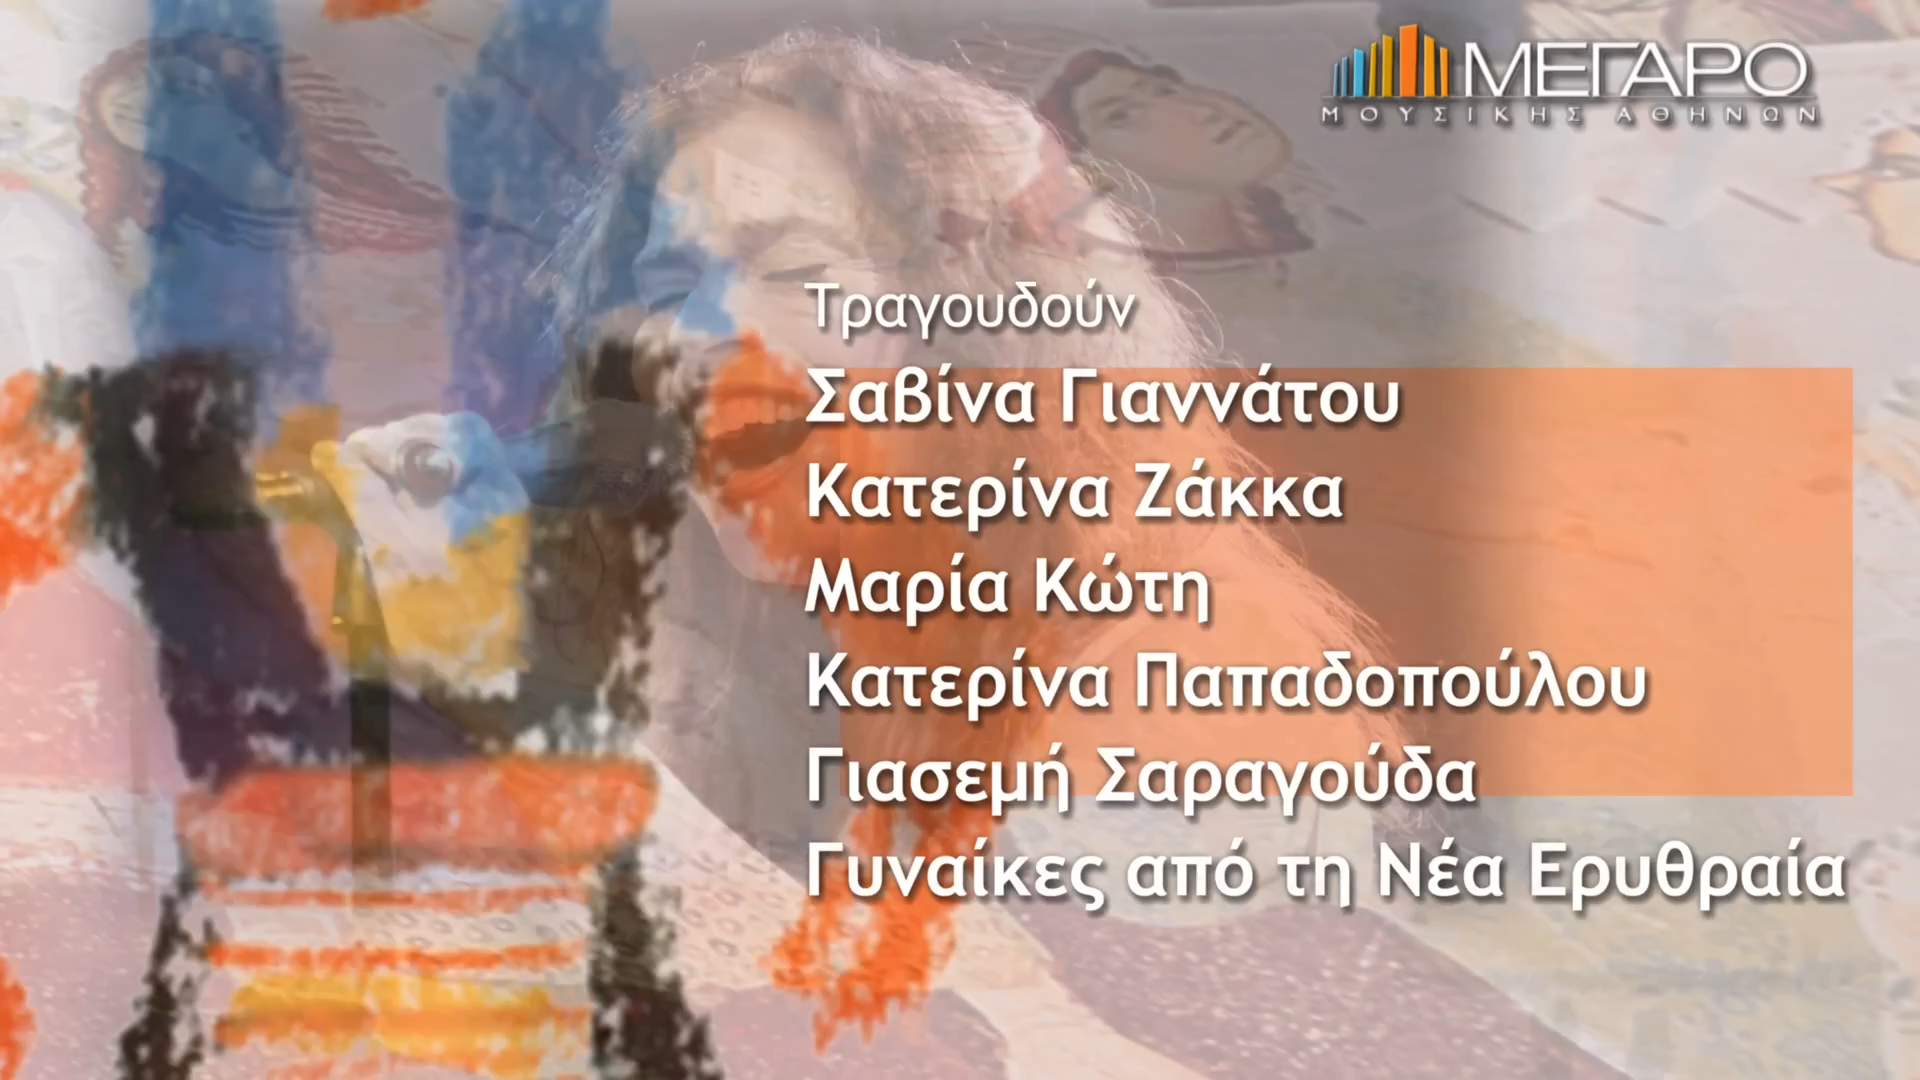 ΜΕΓΑΡΟ
ΜΟΥΣΙΚΗΣ ΑΘΗΝΩΝ
Τραγουδούν
Σαβίνα Γιαννάτου
Κατερίνα Ζάκκα
Μαρία Κώτη
Κατερίνα Παπαδοπούλου
Γιασεμή Σαραγούδα
Γυναίκες από τη Νέα Ερυθραία